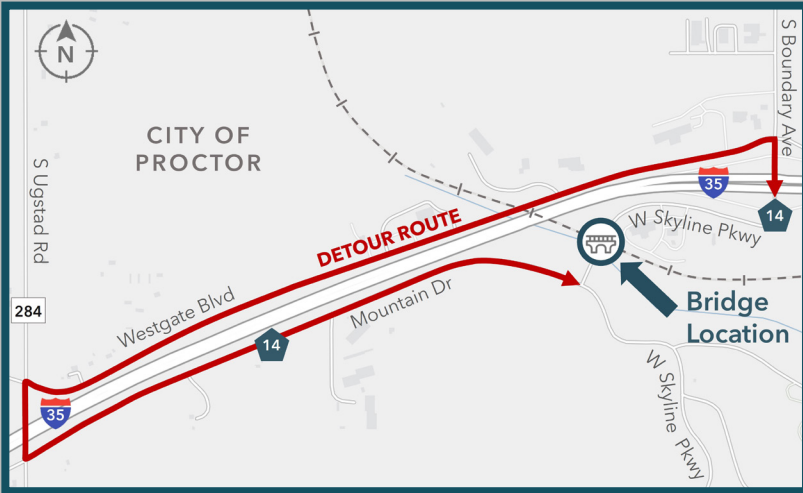 N
CITY OF
PROCTOR
S Ugstad Rd
S Boundary Ave
35
14
W Skyline Pkwy
DETOUR ROUTE
Westgate Blvd
Mountain Dr
284
14
35
Bridge
Location
W Skyline Pkwy